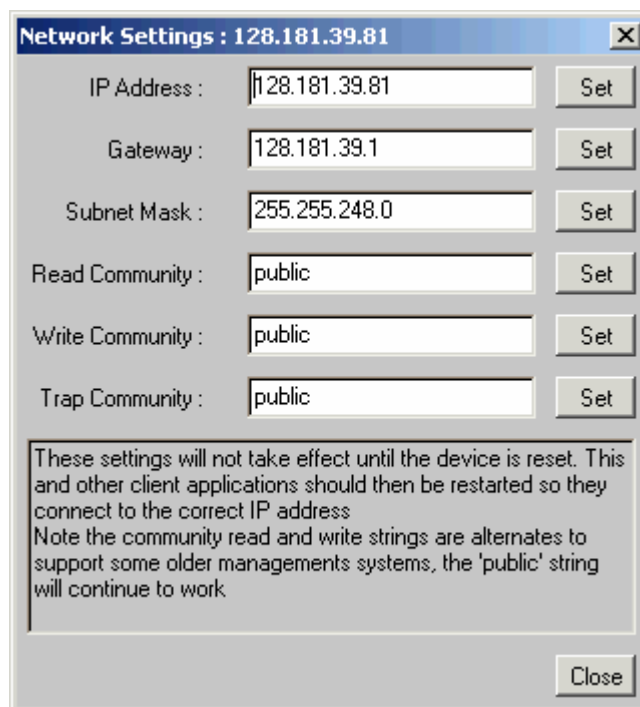 Network Settings : 128.181.39.81
IP Address : 128.181.39.81 Set
Gateway : 128.181.39.1 Set
Subnet Mask : 255.255.248.0 Set
Read Community : public Set
Write Community : public Set
Trap Community : public Set
These settings will not take effect until the device is reset. This
and other client applications should then be restarted so they
connect to the correct IP address
Note the community read and write strings are alternates to
support some older managements systems, the 'public' string
will continue to work
Close